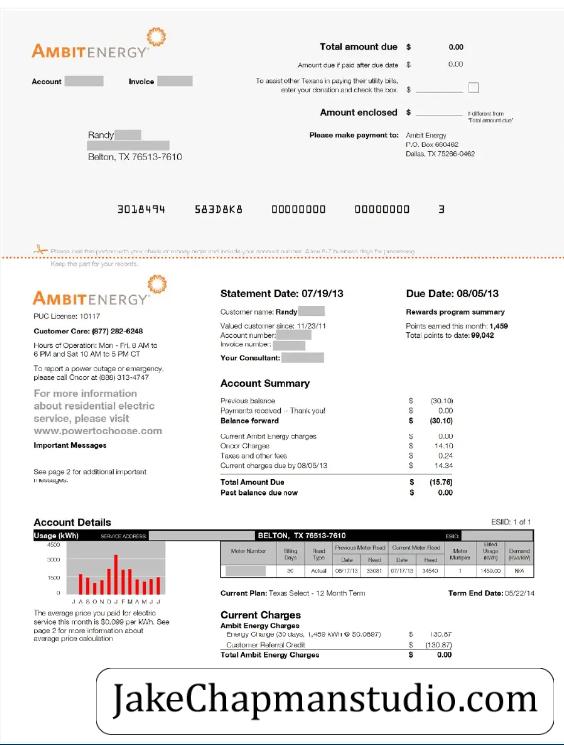 AMBITENERGY
Total amount due $ 0.00
Amount due if paid after due date $ 0.00
Account Invoice
To assist other Texans in paying their utility bills,
enter your donation and check the box. $
Amount enclosed $ If different from
"Total amount due"
Randy
Please make payment to: Ambit Energy
P.O. Box 660462
Belton, TX 76513-7610
Dallas, TX 75266-0462
3018494 583D8K8 00000000 00000000 3
Please mail this portion with your check or money order and include your account number. Allow 5-7 business days for processing.
Keep the part for your records.
AMBITENERGY
Statement Date: 07/19/13 Due Date: 08/05/13
PUC License: 10117
Customer name: Randy Rewards program summary
Customer Care: (877) 282-6248
Valued customer since: 11/23/11 Points earned this month: 1,459
Account number: Total points to date: 99,042
Hours of Operation: Mon - Fri, 8 AM to
6 PM and Sat 10 AM to 5 PM CT
Invoice number:
Your Consultant:
To report a power outage or emergency,
please call Oncor at (888) 313-4747
For more information
about residential electric
service, please visit
www.powertochoose.com
Important Messages
See page 2 for additional important
messages.
Account Summary
Previous balance $ (30.10)
Payments received -- Thank you! $ 0.00
Balance forward $ (30.10)
Current Ambit Energy charges $ 0.00
Oncor Charges $ 14.10
Taxes and other fees $ 0.24
Current charges due by 08/05/13 $ 14.34
Total Amount Due $ (15.76)
Past balance due now $ 0.00
Account Details ESIID: 1 of 1
Usage (kWh) SERVICE ADDRESS: BELTON, TX 76513-7610 ESIID:
4500
3000
1500
0
J A S O N D J F M A M J J
Meter Number Billing Days Read Type Previous Meter Read Current Meter Read Meter Multiplier Billed Usage (kWh) Demand
Date Read Date Read
30 Actual 06/17/13 33081 07/17/13 34540 1 1459.00 N/A
Current Plan: Texas Select - 12 Month Term Term End Date: 05/22/14
The average price you paid for electric
service this month is $0.099 per kWh. See
page 2 for more information about
average price calculation
Current Charges
Ambit Energy Charges
Energy Charge (30 days, 1,459 kWh @ $0.0897) $ 130.87
Customer Referral Credit $ (130.87)
Total Ambit Energy Charges $ 0.00
JakeChapmanstudio.com